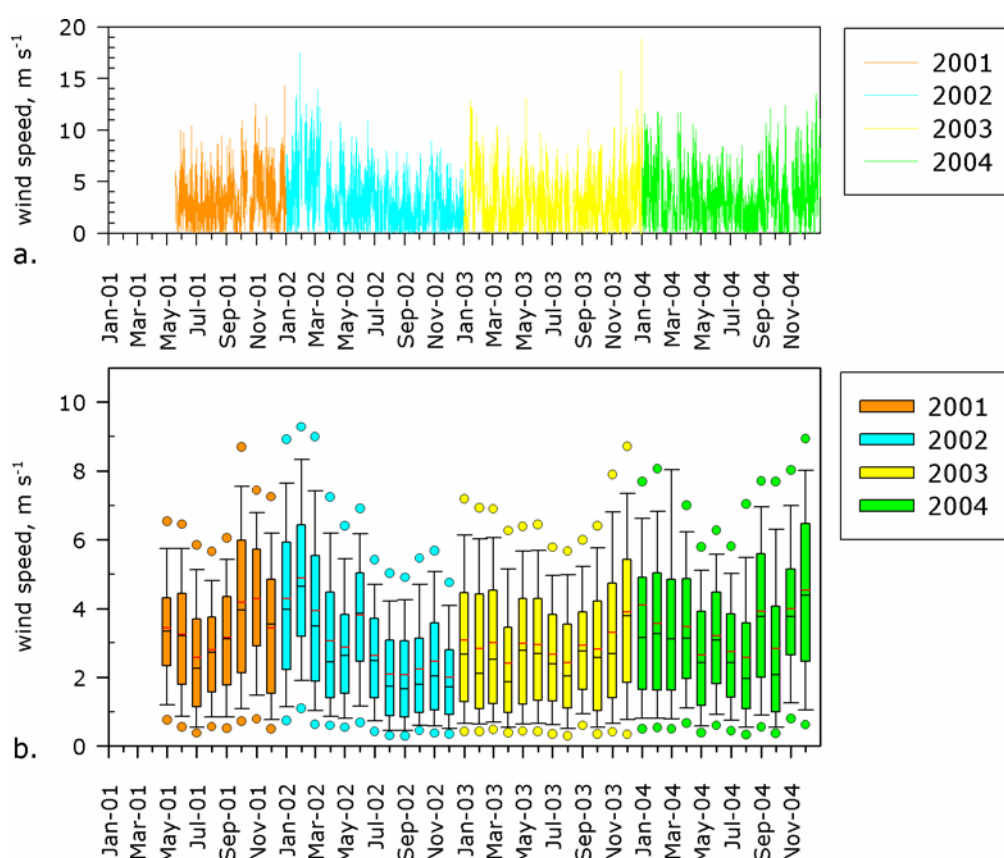 20
15
10
5
0
wind speed, m s⁻¹
a.
Jan-01
Mar-01
May-01
Jul-01
Sep-01
Nov-01
Jan-02
Mar-02
May-02
Jul-02
Sep-02
Nov-02
Jan-03
Mar-03
May-03
Jul-03
Sep-03
Nov-03
Jan-04
Mar-04
May-04
Jul-04
Sep-04
Nov-04
2001
2002
2003
2004
10
8
6
4
2
0
wind speed, m s⁻¹
b.
Jan-01
Mar-01
May-01
Jul-01
Sep-01
Nov-01
Jan-02
Mar-02
May-02
Jul-02
Sep-02
Nov-02
Jan-03
Mar-03
May-03
Jul-03
Sep-03
Nov-03
Jan-04
Mar-04
May-04
Jul-04
Sep-04
Nov-04
2001
2002
2003
2004